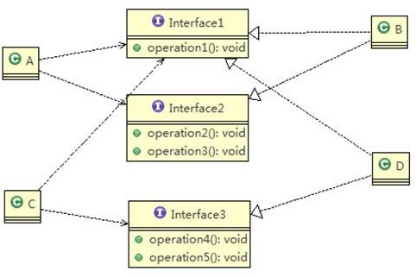 I Interface1
operation1(): void
C A
C B
I Interface2
operation2(): void
operation3(): void
C C
C D
I Interface3
operation4(): void
operation5(): void